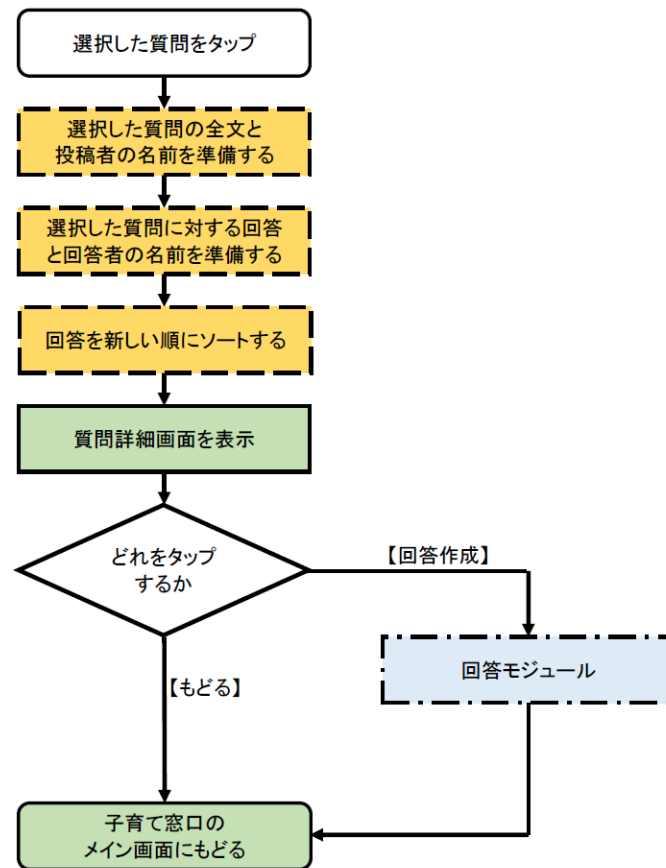 選択した質問をタップ
選択した質問の全文と
投稿者の名前を準備する
選択した質問に対する回答
と回答者の名前を準備する
回答を新しい順にソートする
質問詳細画面を表示
どれをタップ
するか
【回答作成】
回答モジュール
【もどる】
子育て窓口の
メイン画面にもどる